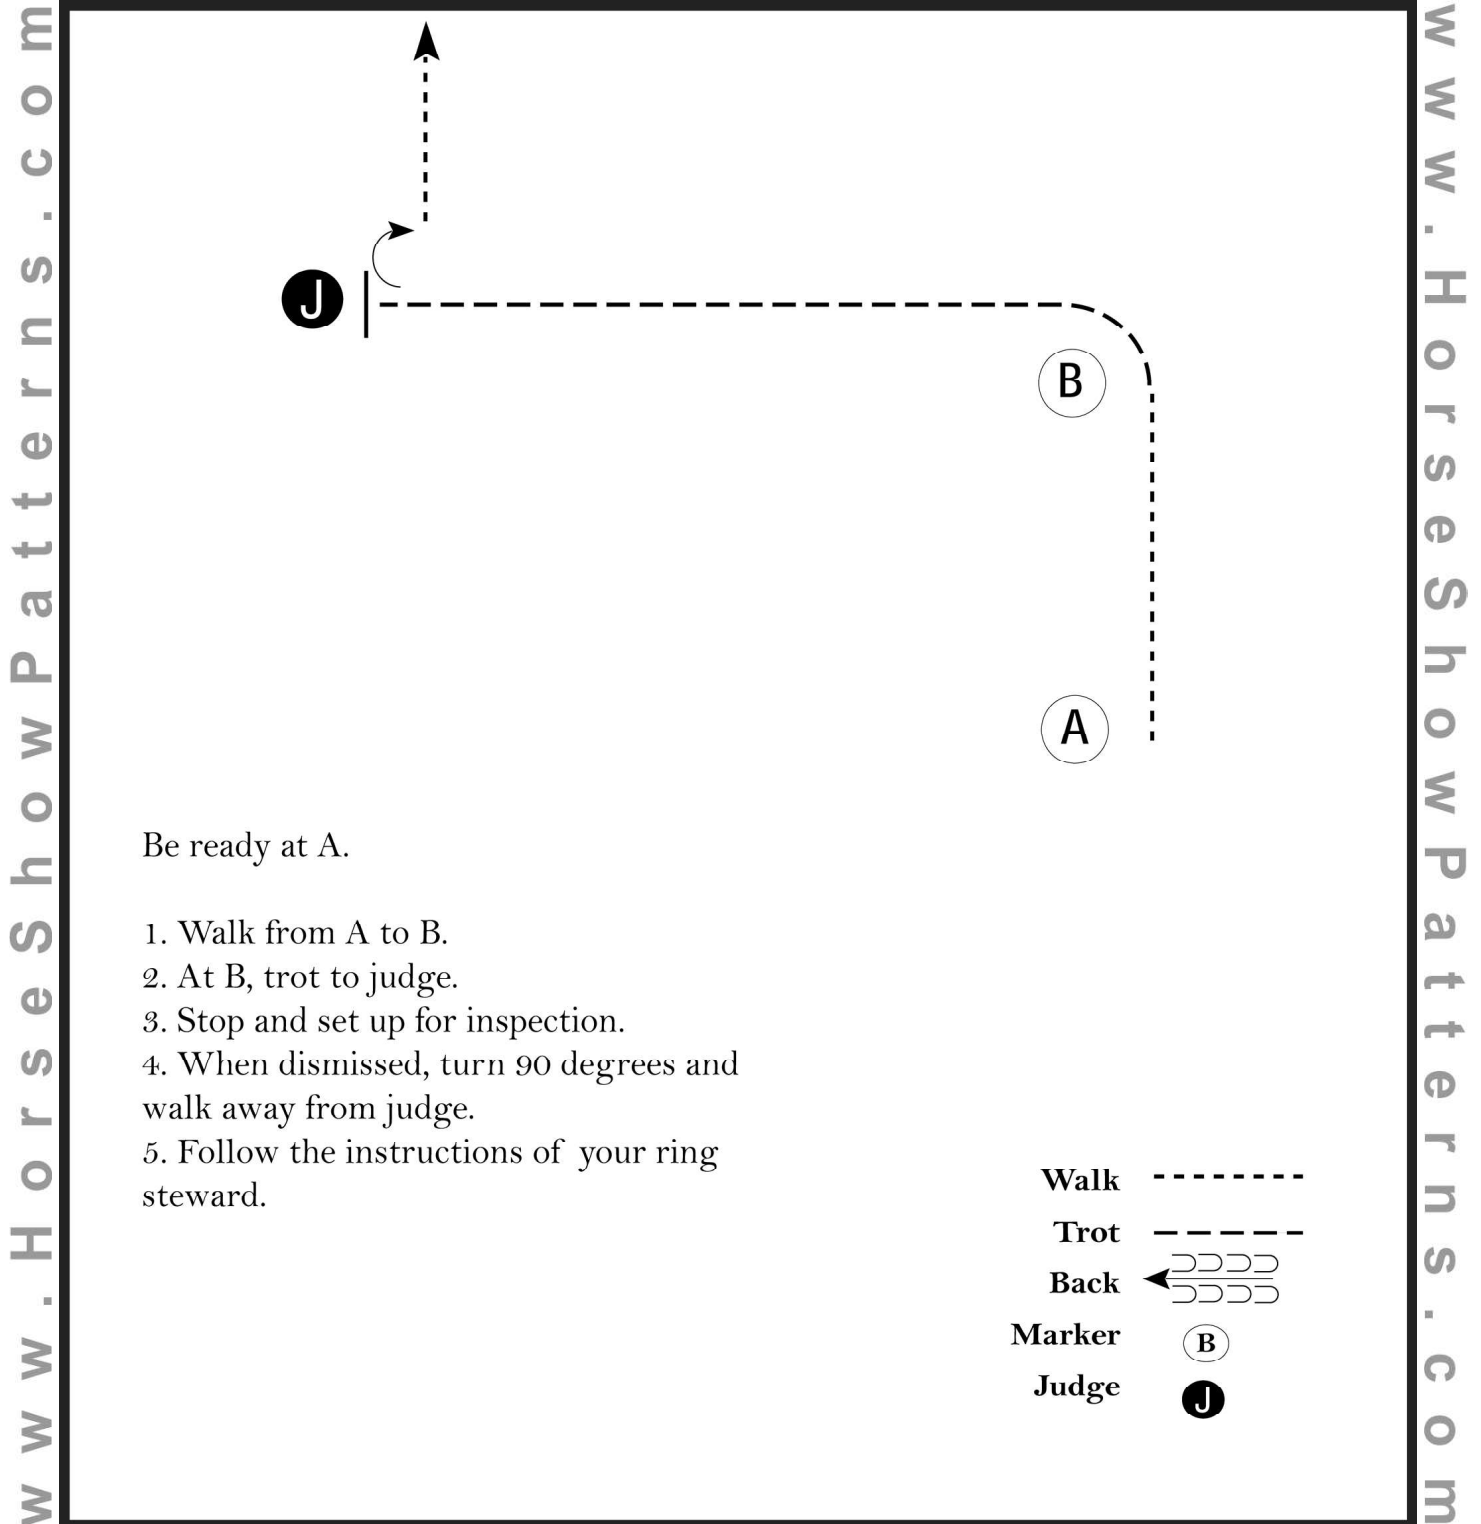 www.HorseShowPatterns.com
J
B
A
Be ready at A.
1. Walk from A to B.
2. At B, trot to judge.
3. Stop and set up for inspection.
4. When dismissed, turn 90 degrees and
walk away from judge.
5. Follow the instructions of your ring
steward.
Walk
Trot
Back
Marker B
Judge J
www.HorseShowPatterns.com